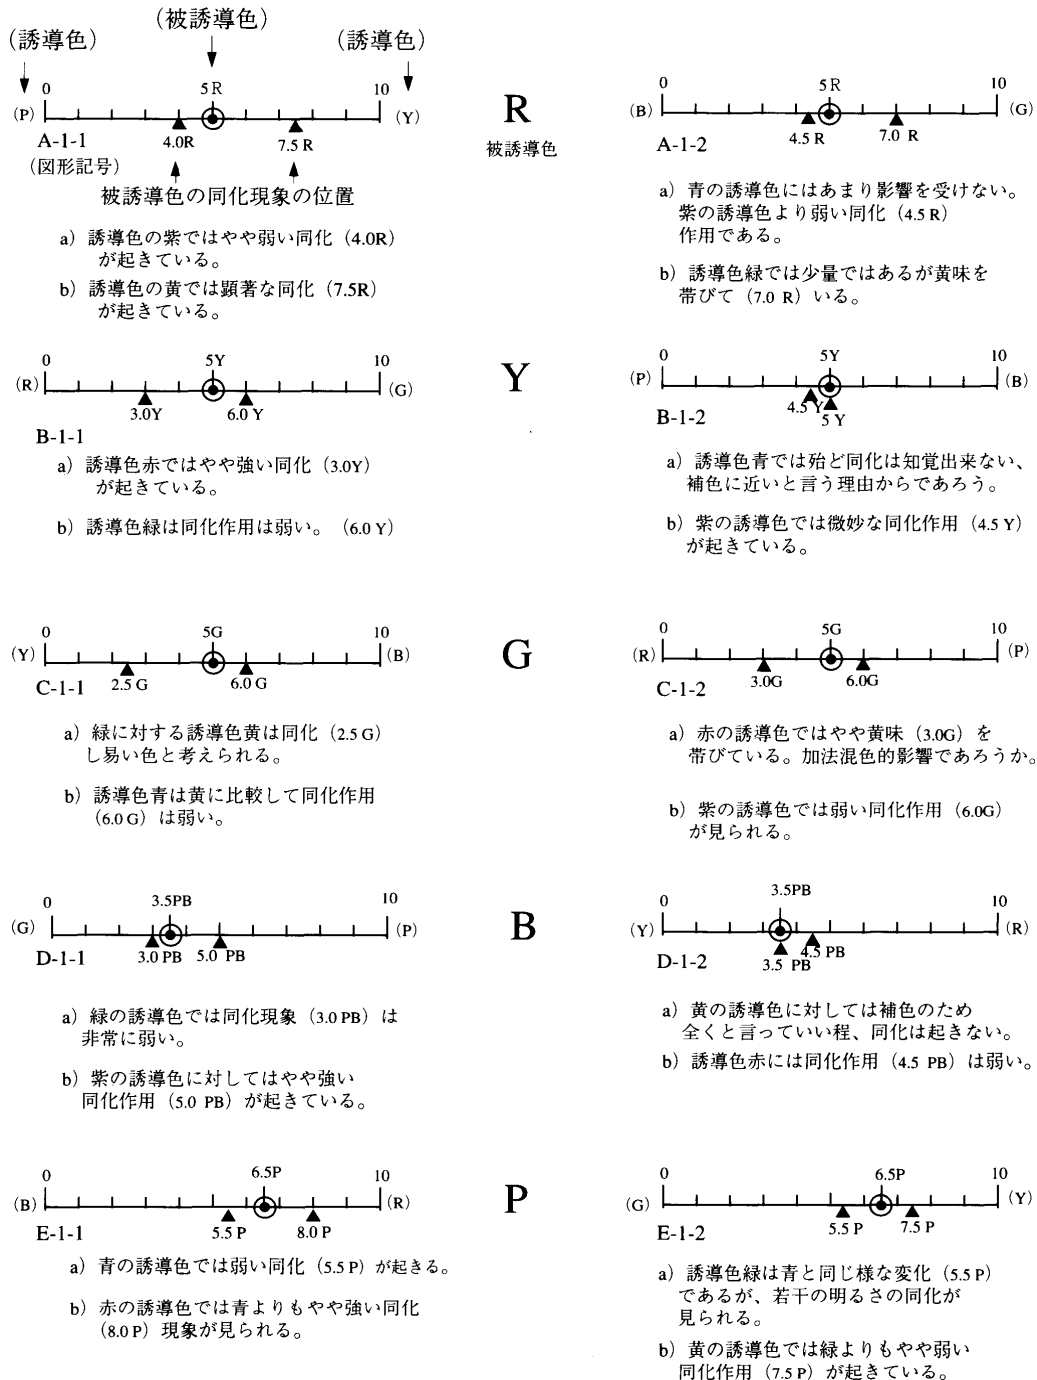 (被誘導色)
(誘導色) (誘導色)
0 5R 10
(P) (Y)
A-1-1 4.0R 7.5 R
(図形記号)
被誘導色の同化現象の位置
a）誘導色の紫ではやや弱い同化（4.0R）
が起きている。
b）誘導色の黄では顕著な同化（7.5R）
が起きている。
R
被誘導色
0 5R 10
(B) (G)
A-1-2 4.5 R 7.0 R
a）青の誘導色にはあまり影響を受けない。
紫の誘導色より弱い同化（4.5 R）
作用である。
b）誘導色緑では少量ではあるが黄味を
帯びて（7.0 R）いる。
0 5Y 10
(R) (G)
3.0Y 6.0 Y
B-1-1
a）誘導色赤ではやや強い同化（3.0Y）
が起きている。
b）誘導色緑は同化作用は弱い。（6.0 Y）
Y
0 5Y 10
(P) (B)
4.5 Y
B-1-2 5 Y
a）誘導色青では殆ど同化は知覚出来ない、
補色に近いと言う理由からであろう。
b）紫の誘導色では微妙な同化作用（4.5 Y）
が起きている。
0 5G 10
(Y) (B)
C-1-1 2.5 G 6.0 G
a）緑に対する誘導色黄は同化（2.5 G）
し易い色と考えられる。
b）誘導色青は黄に比較して同化作用
（6.0 G）は弱い。
G
0 5G 10
(R) (P)
C-1-2 3.0G 6.0G
a）赤の誘導色ではやや黄味（3.0G）を
帯びている。加法混色的影響であろうか。
b）紫の誘導色では弱い同化作用（6.0G）
が見られる。
0 3.5PB 10
(G) (P)
D-1-1 3.0 PB 5.0 PB
a）緑の誘導色では同化現象（3.0 PB）は
非常に弱い。
b）紫の誘導色に対してはやや強い
同化作用（5.0 PB）が起きている。
B
3.5PB
0 10
(Y) (R)
4.5 PB
D-1-2 3.5 PB
a）黄の誘導色に対しては補色のため
全くと言っていい程、同化は起きない。
b）誘導色赤には同化作用（4.5 PB）は弱い。
0 6.5P 10
(B) (R)
E-1-1 5.5 P 8.0 P
a）青の誘導色では弱い同化（5.5 P）が起きる。
b）赤の誘導色では青よりもやや強い同化
（8.0 P）現象が見られる。
P
0 6.5P 10
(G) (Y)
E-1-2 5.5 P 7.5 P
a）誘導色緑は青と同じ様な変化（5.5 P）
であるが、若干の明るさの同化が
見られる。
b）黄の誘導色では緑よりもやや弱い
同化作用（7.5 P）が起きている。